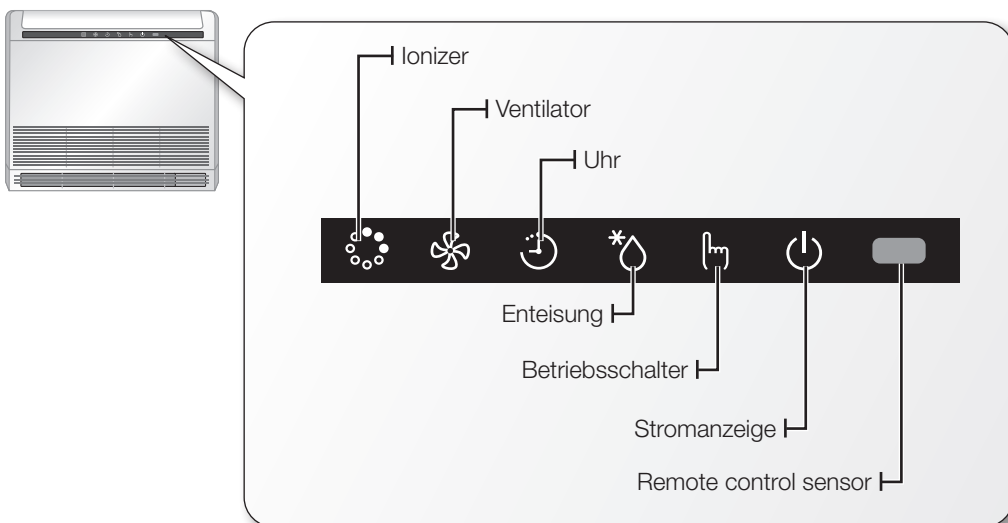 Ionizer
Ventilator
Uhr
Enteisung
Betriebsschalter
Stromanzeige
Remote control sensor